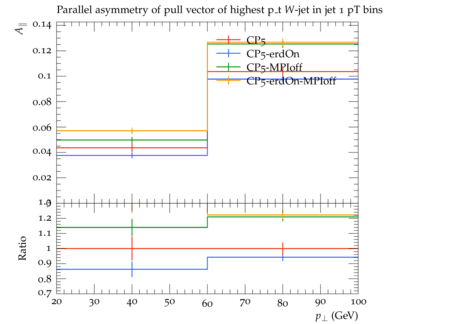 Parallel asymmetry of pull vector of highest p_t W-jet in jet 1 pT bins
A∥
0.14
0.12
0.1
0.08
0.06
0.04
0.02
CP5
CP5-erdOn
CP5-MPIoff
CP5-erdOn-MPIoff
Ratio
1.2
1.1
1
0.9
0.8
0.7
20 30 40 50 60 70 80 90 100
p⊥ (GeV)